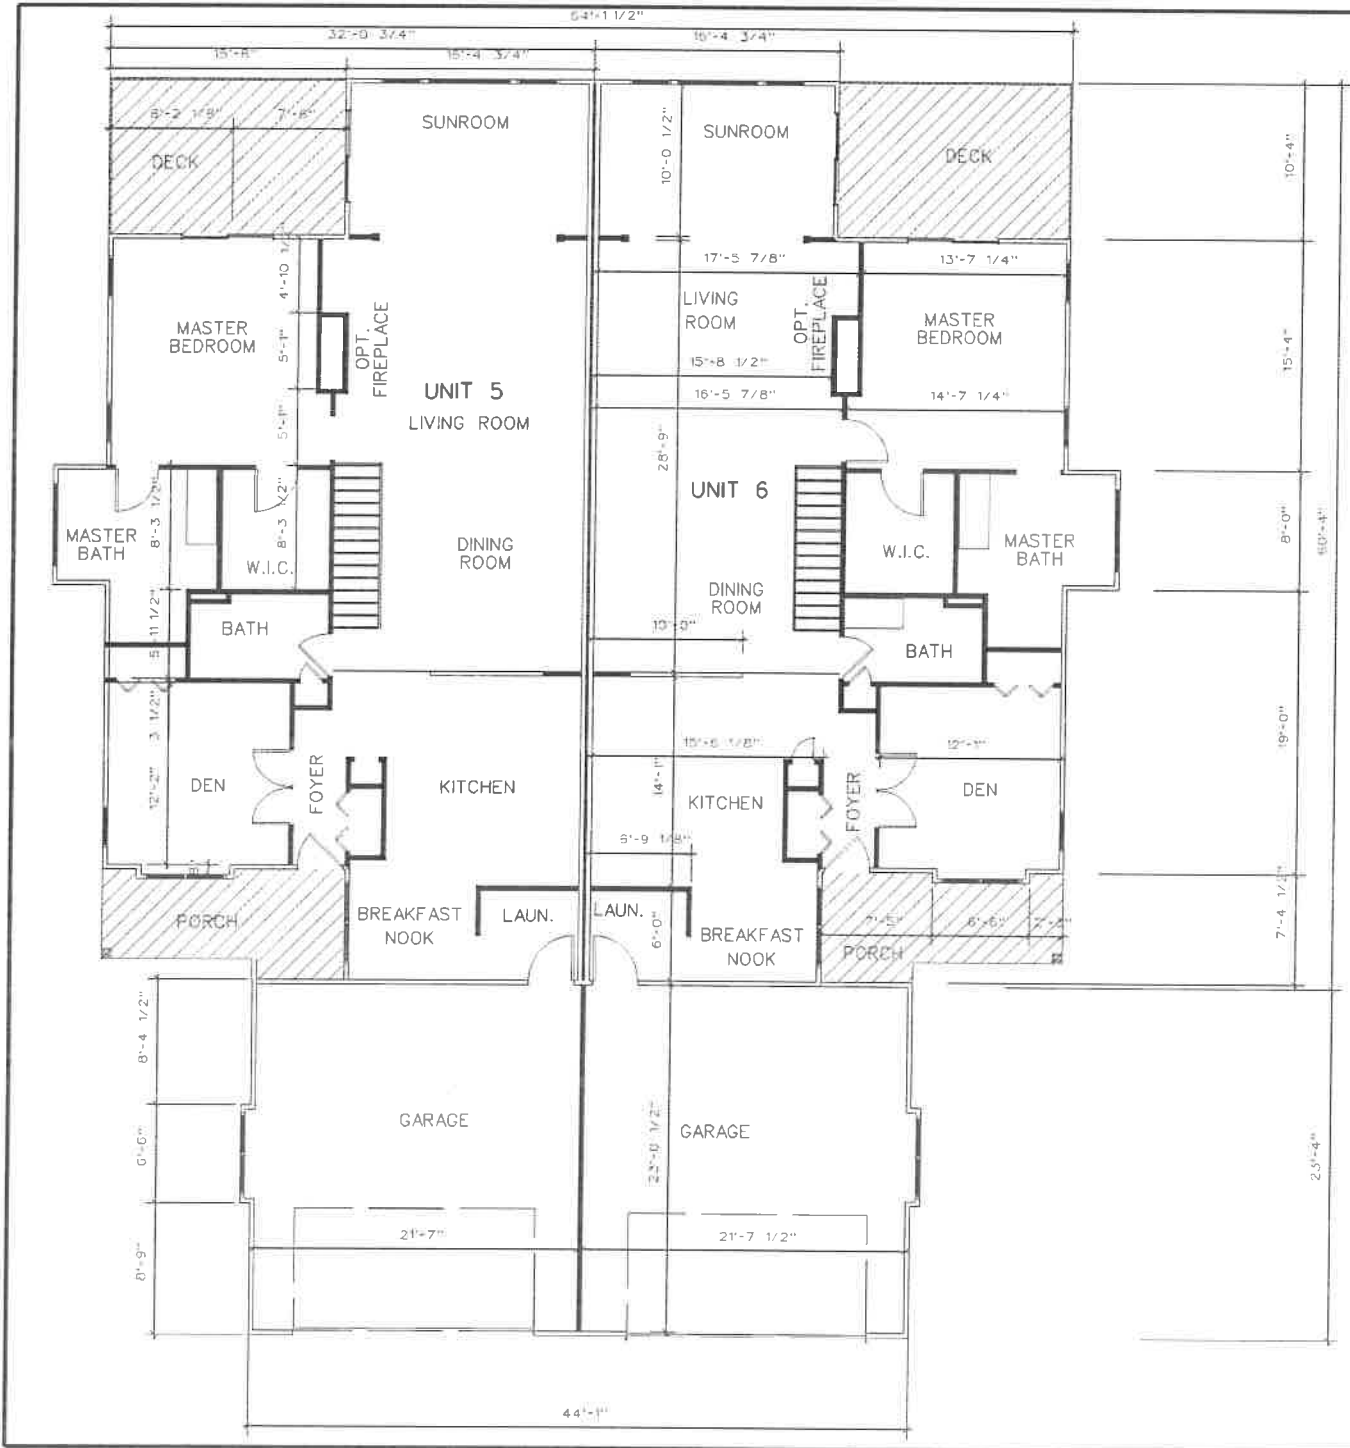 64'-1 1/2"
32'-0 3/4"
16'-4 3/4"
15'-8"
16'-4 3/4"
8'-2 1/8"
7'-8"
DECK
SUNROOM
10'-0 1/2"
SUNROOM
DECK
10'-4"
4'-10 1/2"
17'-5 7/8"
13'-7 1/4"
MASTER
BEDROOM
5'-1"
OPT.
FIREPLACE
LIVING
ROOM
OPT.
FIREPLACE
MASTER
BEDROOM
15'-4"
15'-8 1/2"
UNIT 5
LIVING ROOM
16'-5 7/8"
14'-7 1/4"
5'-1"
28'-9"
UNIT 6
MASTER
BATH
8'-3 1/2"
8'-3 1/2"
W.I.C.
DINING
ROOM
W.I.C.
MASTER
BATH
8'-0"
60'-4"
DINING
ROOM
5'-11 1/2"
BATH
13'-0"
BATH
3 1/2"
12'-2"
DEN
FOYER
KITCHEN
15'-6 1/8"
14'-1"
KITCHEN
FOYER
12'-1"
DEN
19'-0"
6'-9 1/8"
PORCH
BREAKFAST
NOOK
LAUN.
LAUN.
6'-0"
BREAKFAST
NOOK
7'-5"
6'-6"
PORCH
7'-4 1/2"
8'-4 1/2"
6'-6"
8'-9"
GARAGE
23'-0 1/2"
GARAGE
23'-4"
21'-7"
21'-7 1/2"
44'-1"